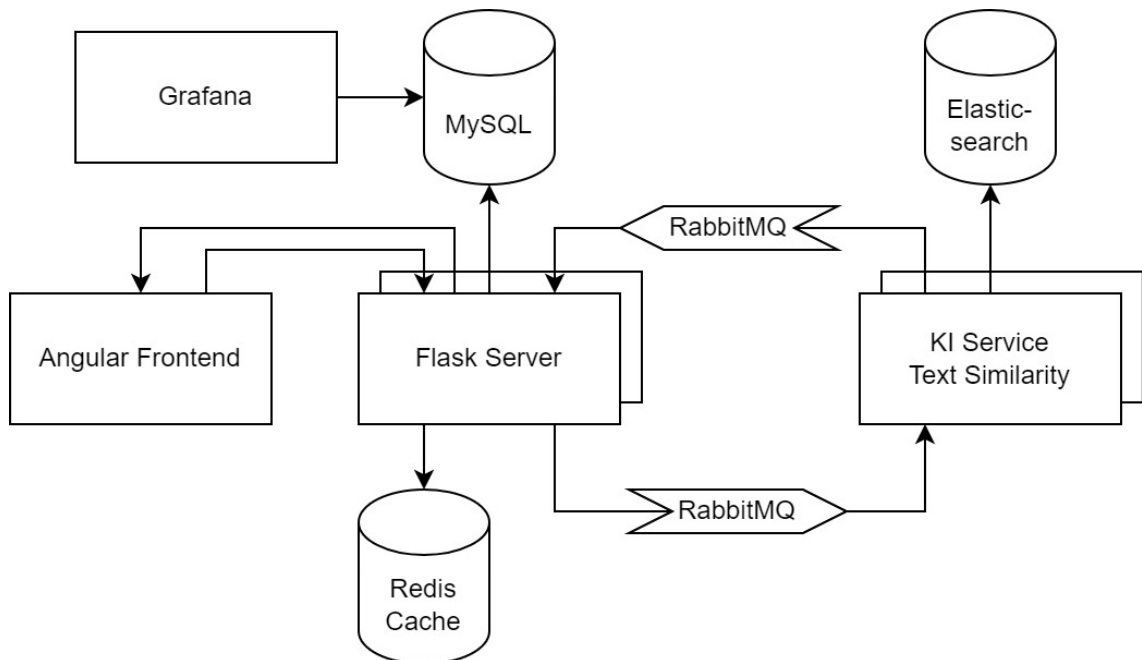 Grafana
MySQL
Elastic-
search
RabbitMQ
Angular Frontend
Flask Server
KI Service
Text Similarity
RabbitMQ
Redis
Cache